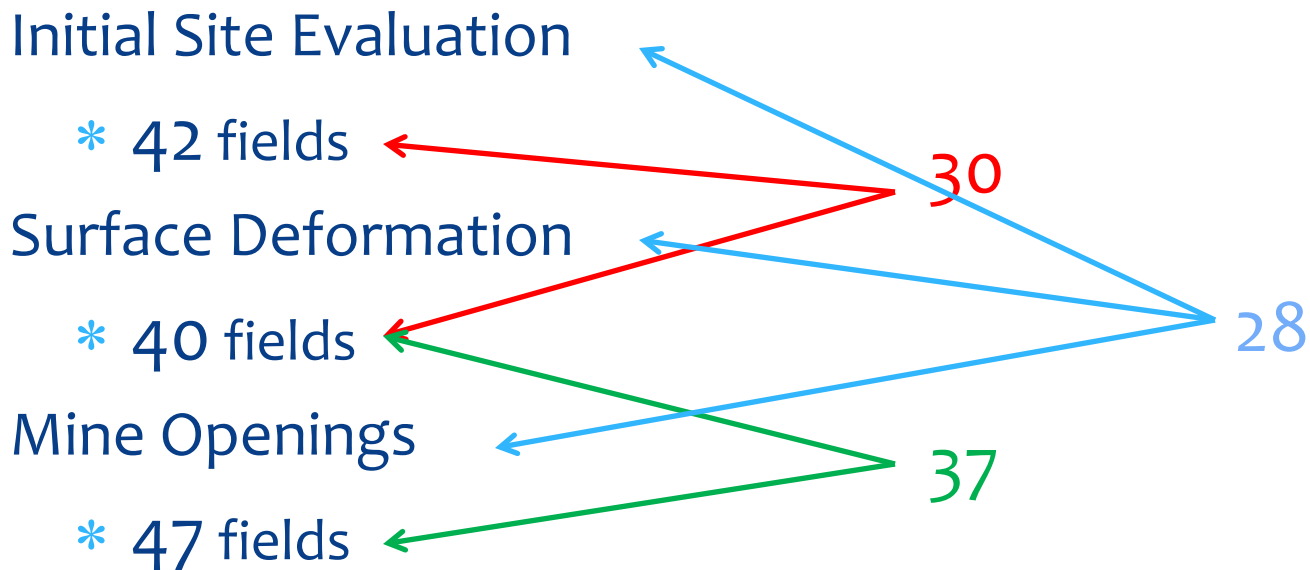 Initial Site Evaluation
* 42 fields
30
Surface Deformation
* 40 fields
28
Mine Openings
37
* 47 fields